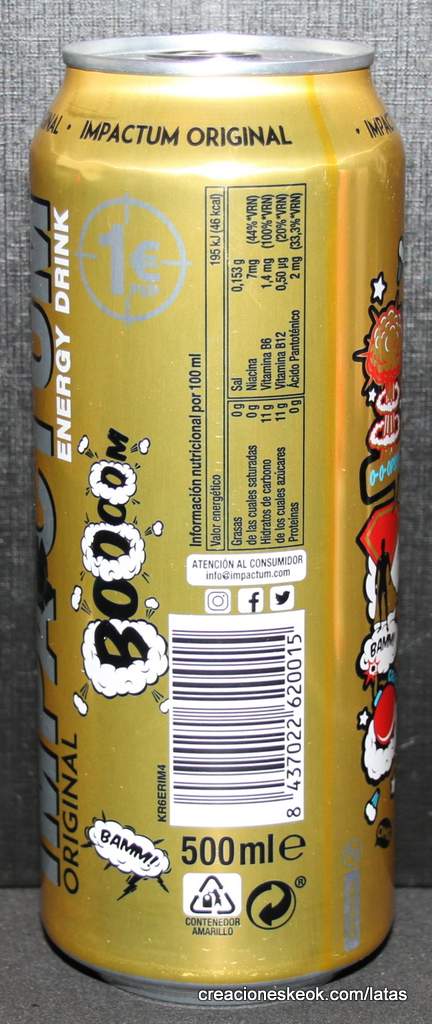 NAL · IMPACTUM ORIGINAL · IMPA
IMPACTUM
ENERGY DRINK
ORIGINAL
1€
BOOOOM
BAMM!
Información nutricional por 100 ml
Valor energético 195 kJ (46 kcal)
Grasas 0 g
de las cuales saturadas 0 g
Hidratos de carbono 11 g
de los cuales azúcares 11 g
Proteínas 0 g
Sal 0,153 g
Niacina 7mg (44% *VRN)
Vitamina B6 1,4 mg (100%*VRN)
Vitamina B12 0,50 µg (20% *VRN)
Ácido Pantoténico 2 mg (33,3%*VRN)
ATENCIÓN AL CONSUMIDOR
info@impactum.com
KR6ERIM4
8 437022 620015
500 ml e
CONTENEDOR
AMARILLO
®
BAMM!
creacioneskeok.com/latas